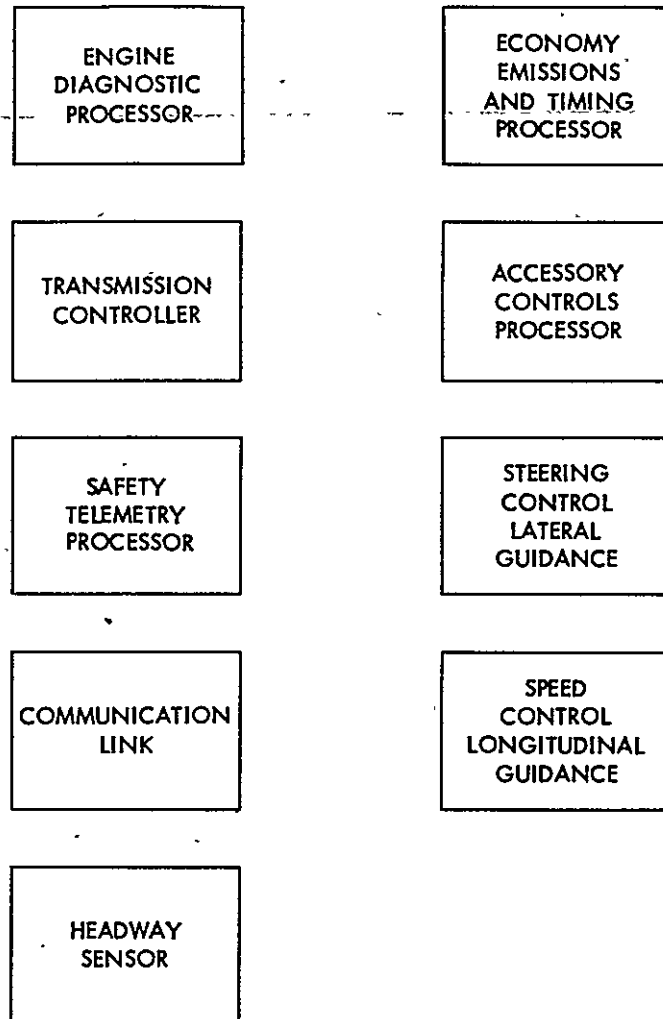 ENGINE
DIAGNOSTIC
PROCESSOR
ECONOMY
EMISSIONS
AND TIMING
PROCESSOR
TRANSMISSION
CONTROLLER
ACCESSORY
CONTROLS
PROCESSOR
SAFETY
TELEMETRY
PROCESSOR
STEERING
CONTROL
LATERAL
GUIDANCE
COMMUNICATION
LINK
SPEED
CONTROL
LONGITUDINAL
GUIDANCE
HEADWAY
SENSOR